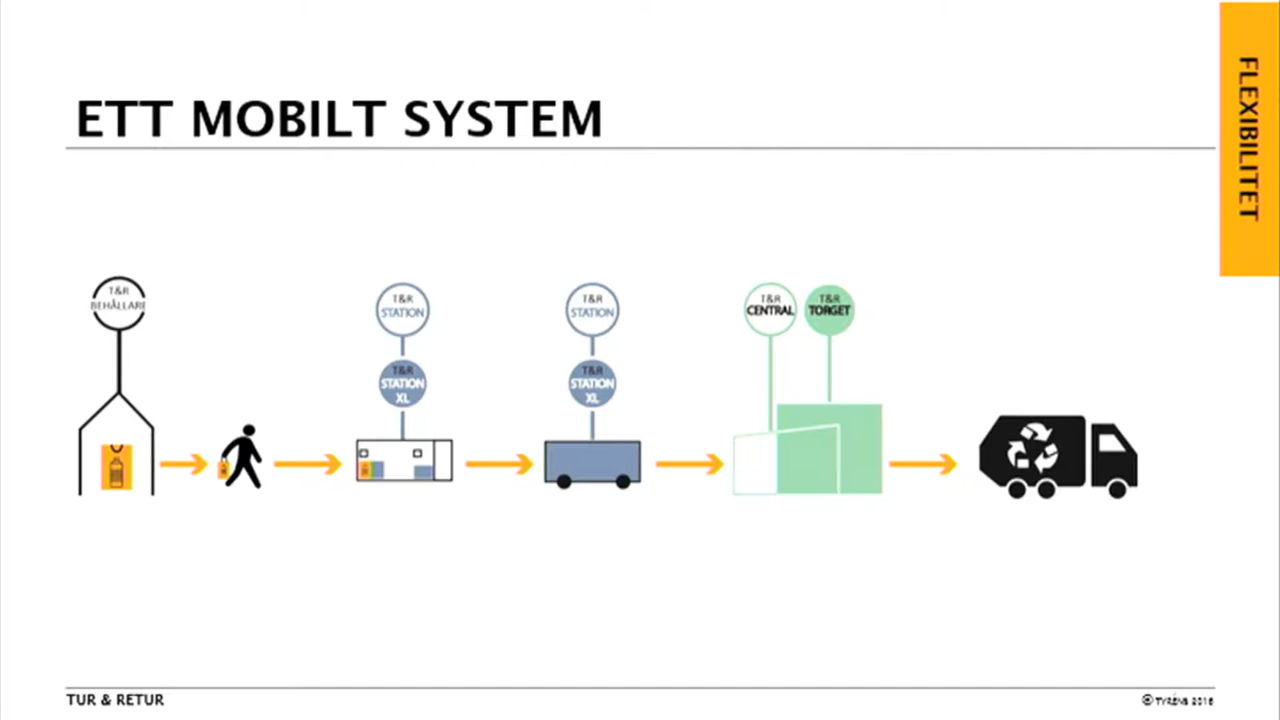 FLEXIBILITET
ETT MOBILT SYSTEM
T&R
BEHÅLLARE
T&R
STATION
T&R
STATION
XL
T&R
STATION
T&R
STATION
XL
T&R
CENTRAL
T&R
TORGET
TUR & RETUR
© TYRÉNS 2016